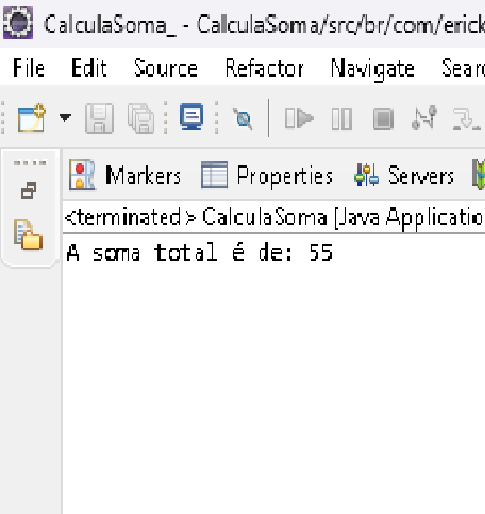 CalculaSoma_ - CalculaSoma/src/br/com/erick
File Edit Source Refactor Navigate Sear
Markers Properties Servers
<terminated> CalculaSoma [Java Applicatio
A soma total é de: 55